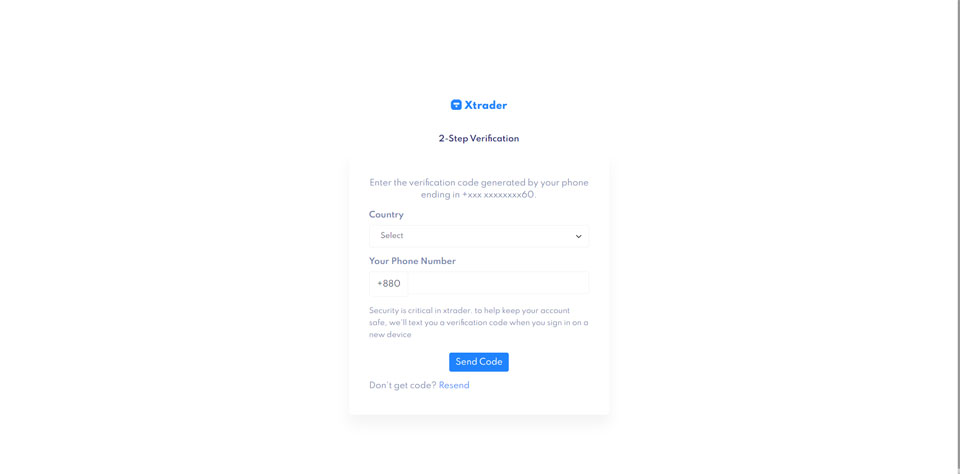 Xtrader
2-Step Verification
Enter the verification code generated by your phone
ending in +xxx xxxxxxxx60.
Country
Select
Your Phone Number
+880
Security is critical in xtrader. to help keep your account
safe, we'll text you a verification code when you sign in on a
new device
Send Code
Don't get code? Resend